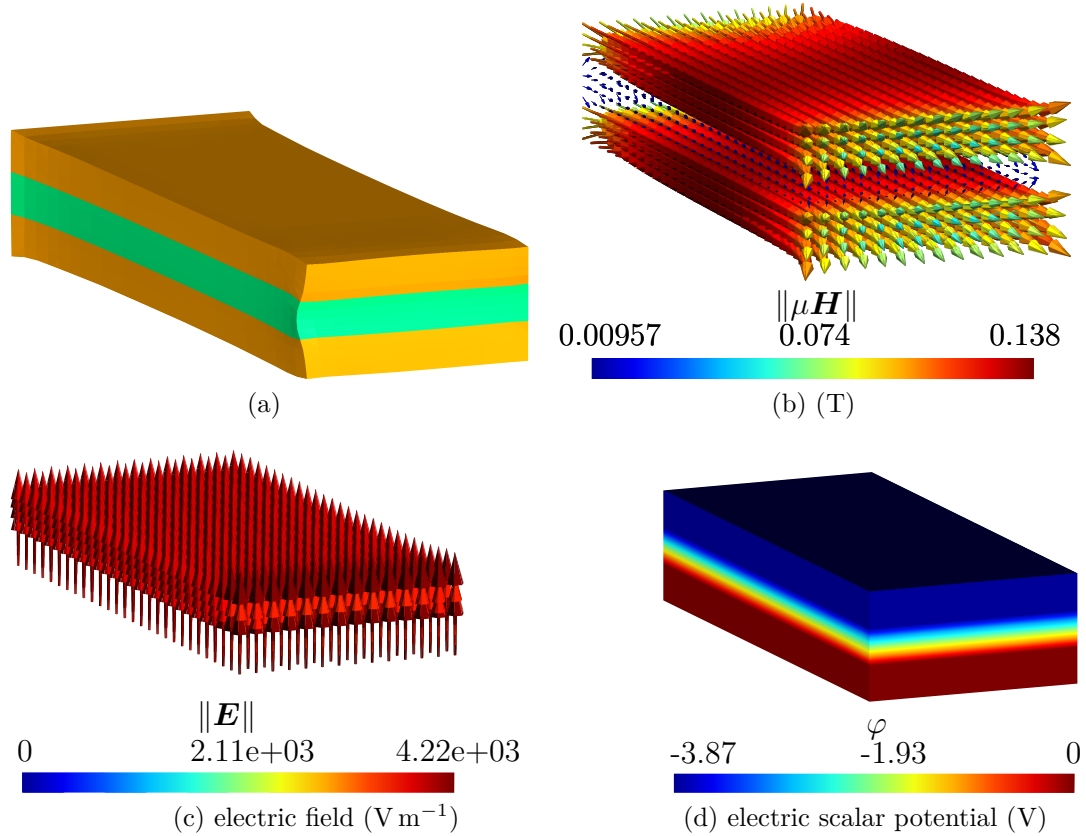 (a)
‖μH‖
0.00957 0.074 0.138
(b) (T)
‖E‖
0 2.11e+03 4.22e+03
(c) electric field (V m⁻¹)
φ
-3.87 -1.93 0
(d) electric scalar potential (V)